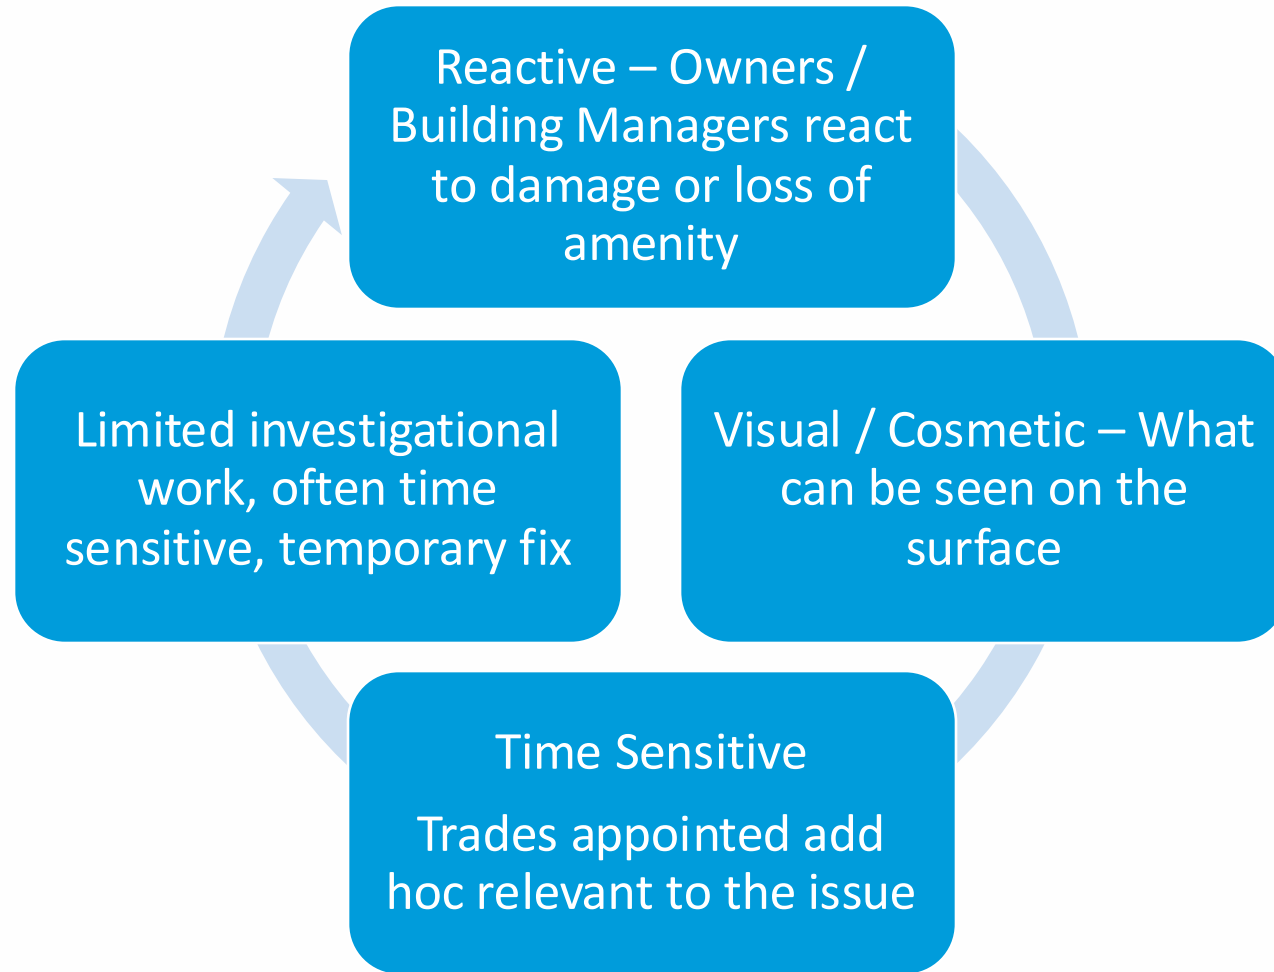 Reactive – Owners /
Building Managers react
to damage or loss of
amenity
Visual / Cosmetic – What
can be seen on the
surface
Time Sensitive
Trades appointed add
hoc relevant to the issue
Limited investigational
work, often time
sensitive, temporary fix